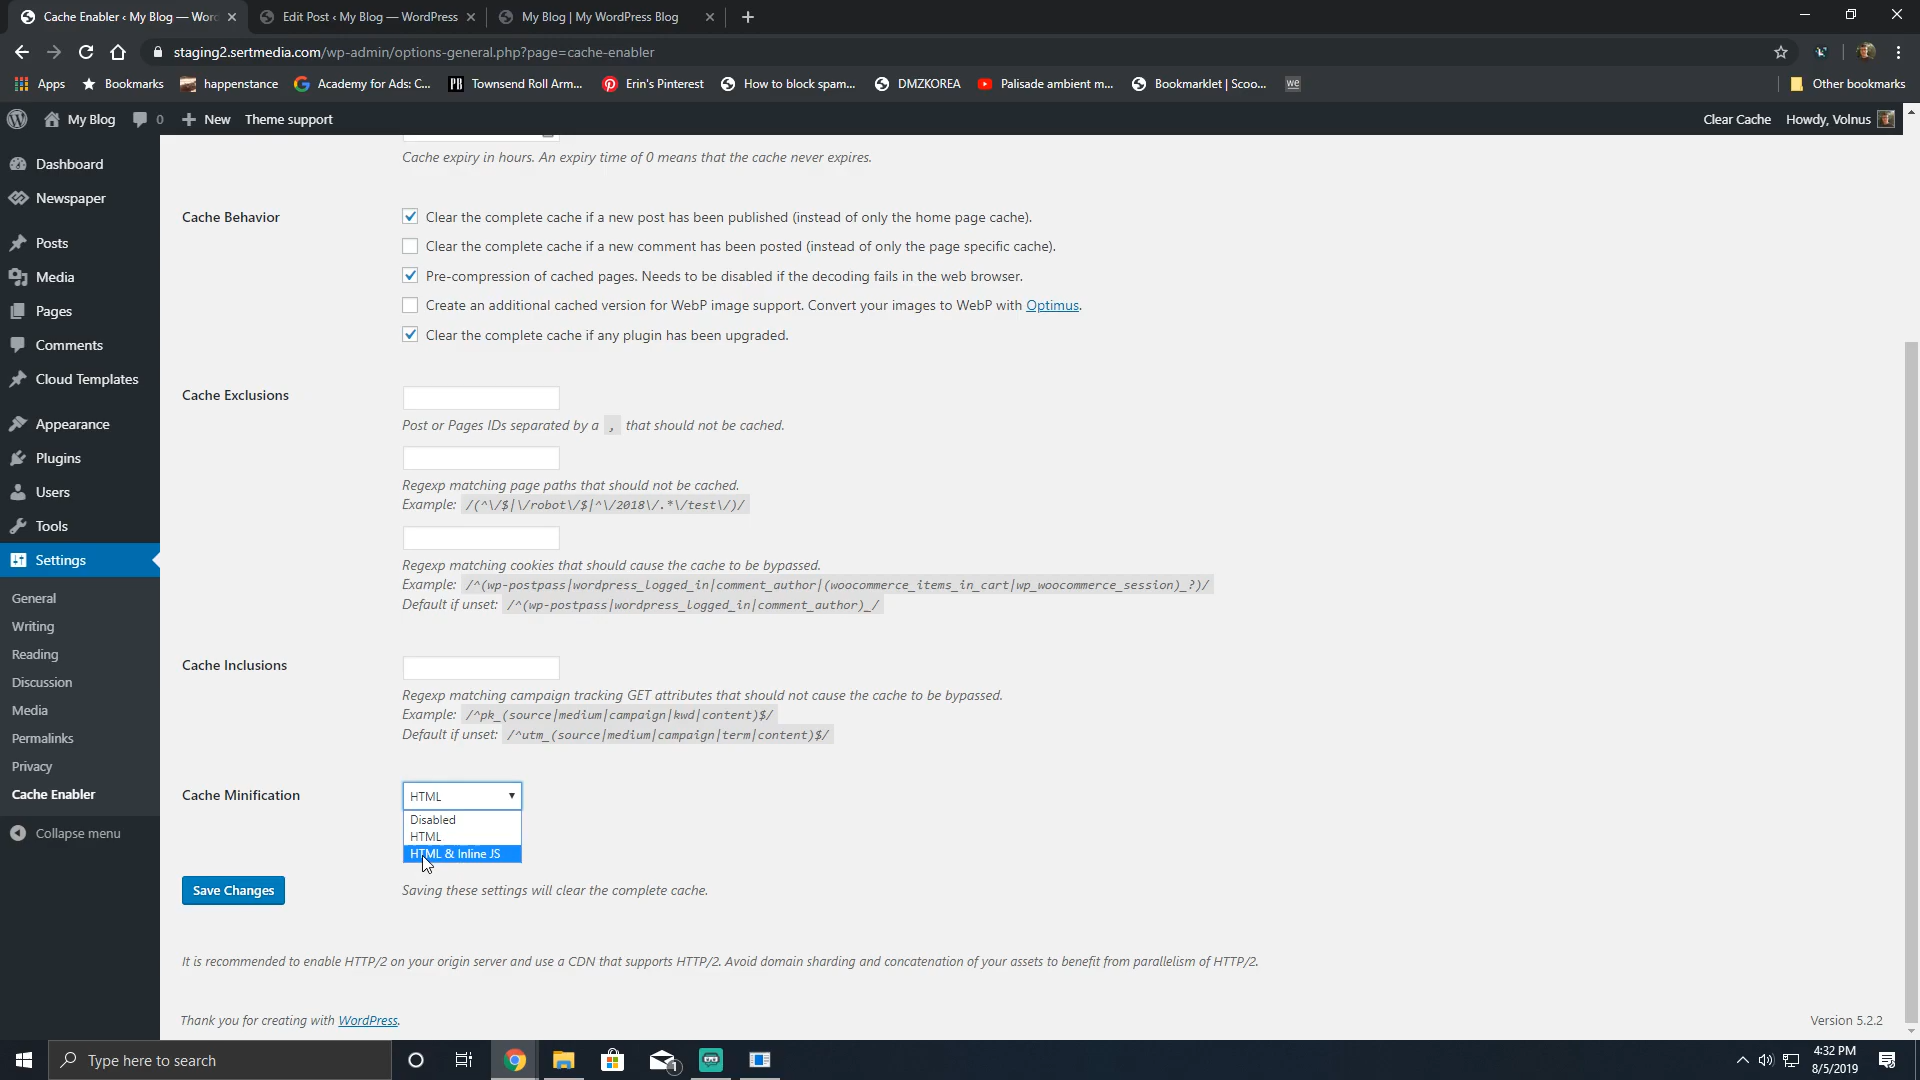 Cache Enabler ‹ My Blog — Wor
Edit Post ‹ My Blog — WordPress
My Blog | My WordPress Blog
staging2.sertmedia.com/wp-admin/options-general.php?page=cache-enabler
Apps
Bookmarks
happenstance
Academy for Ads: C...
Townsend Roll Arm...
Erin's Pinterest
How to block spam...
DMZKOREA
Palisade ambient m...
Bookmarklet | Scoo...
we
Other bookmarks
My Blog
0
New
Theme support
Clear Cache
Howdy, Volnus
Dashboard
Newspaper
Posts
Media
Pages
Comments
Cloud Templates
Appearance
Plugins
Users
Tools
Settings
General
Writing
Reading
Discussion
Media
Permalinks
Privacy
Cache Enabler
Collapse menu
Cache expiry in hours. An expiry time of 0 means that the cache never expires.
Cache Behavior
Clear the complete cache if a new post has been published (instead of only the home page cache).
Clear the complete cache if a new comment has been posted (instead of only the page specific cache).
Pre-compression of cached pages. Needs to be disabled if the decoding fails in the web browser.
Create an additional cached version for WebP image support. Convert your images to WebP with Optimus.
Clear the complete cache if any plugin has been upgraded.
Cache Exclusions
Post or Pages IDs separated by a , that should not be cached.
Regexp matching page paths that should not be cached.
Example: /(^\/$|\/robot\/$|^\/2018\/.*\/test\/)/
Regexp matching cookies that should cause the cache to be bypassed.
Example: /^(wp-postpass|wordpress_logged_in|comment_author|(woocommerce_items_in_cart|wp_woocommerce_session)_?)/
Default if unset: /^(wp-postpass|wordpress_logged_in|comment_author)_/
Cache Inclusions
Regexp matching campaign tracking GET attributes that should not cause the cache to be bypassed.
Example: /^pk_(source|medium|campaign|kwd|content)$/
Default if unset: /^utm_(source|medium|campaign|term|content)$/
Cache Minification
HTML
Disabled
HTML
HTML & Inline JS
Save Changes
Saving these settings will clear the complete cache.
It is recommended to enable HTTP/2 on your origin server and use a CDN that supports HTTP/2. Avoid domain sharding and concatenation of your assets to benefit from parallelism of HTTP/2.
Thank you for creating with WordPress.
Version 5.2.2
Type here to search
1
4:32 PM
8/5/2019